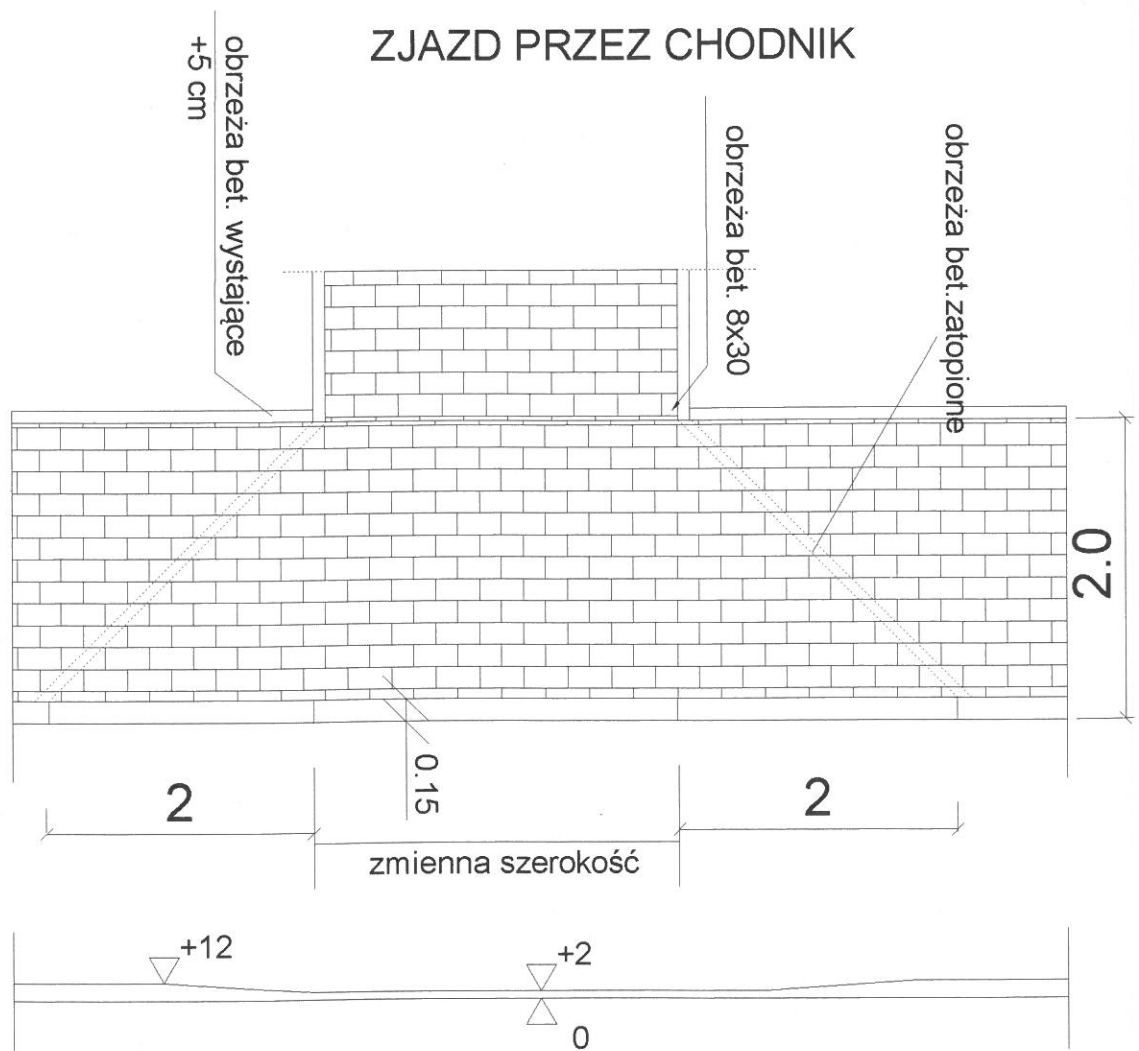 ZJAZD PRZEZ CHODNIK
obrzeża bet. wystające
+5 cm
obrzeża bet. 8x30
obrzeża bet.zatopione
2.0
0.15
2
2
zmienna szerokość
+12
+2
0